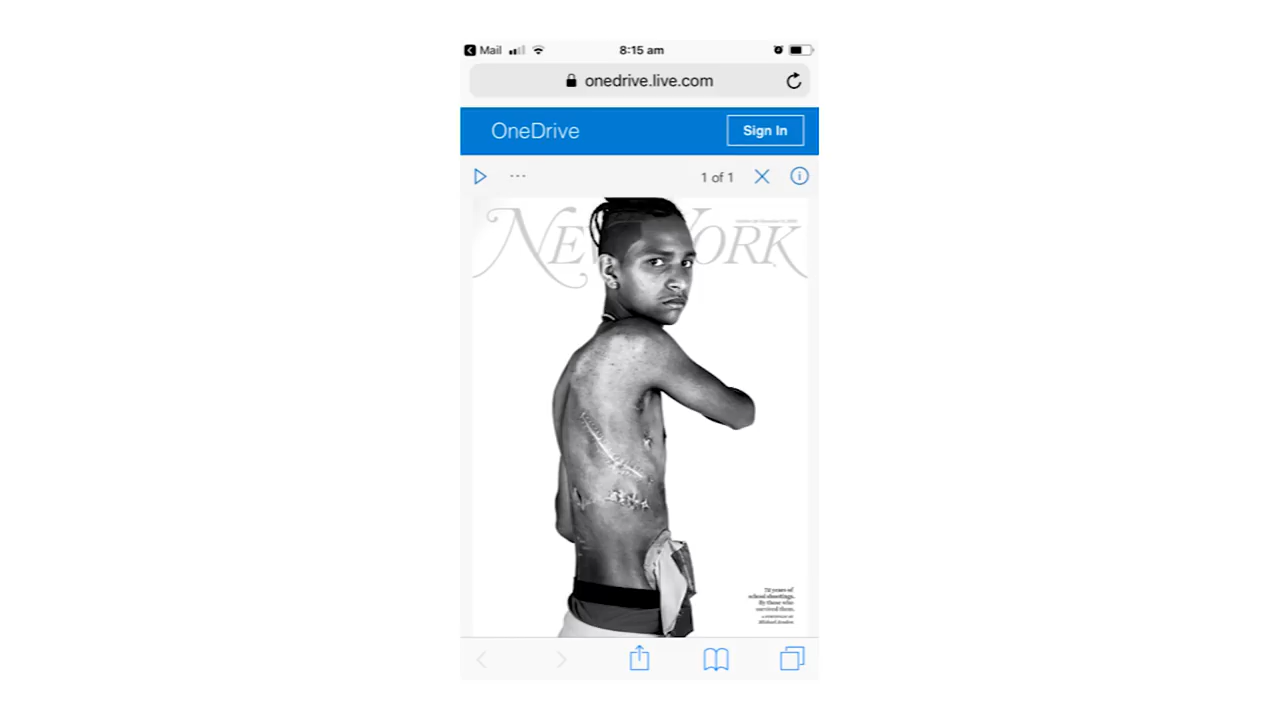 Mail
8:15 am
onedrive.live.com
OneDrive
Sign In
...
1 of 1
NEW YORK
72 years of
school shootings.
By those who
survived them.